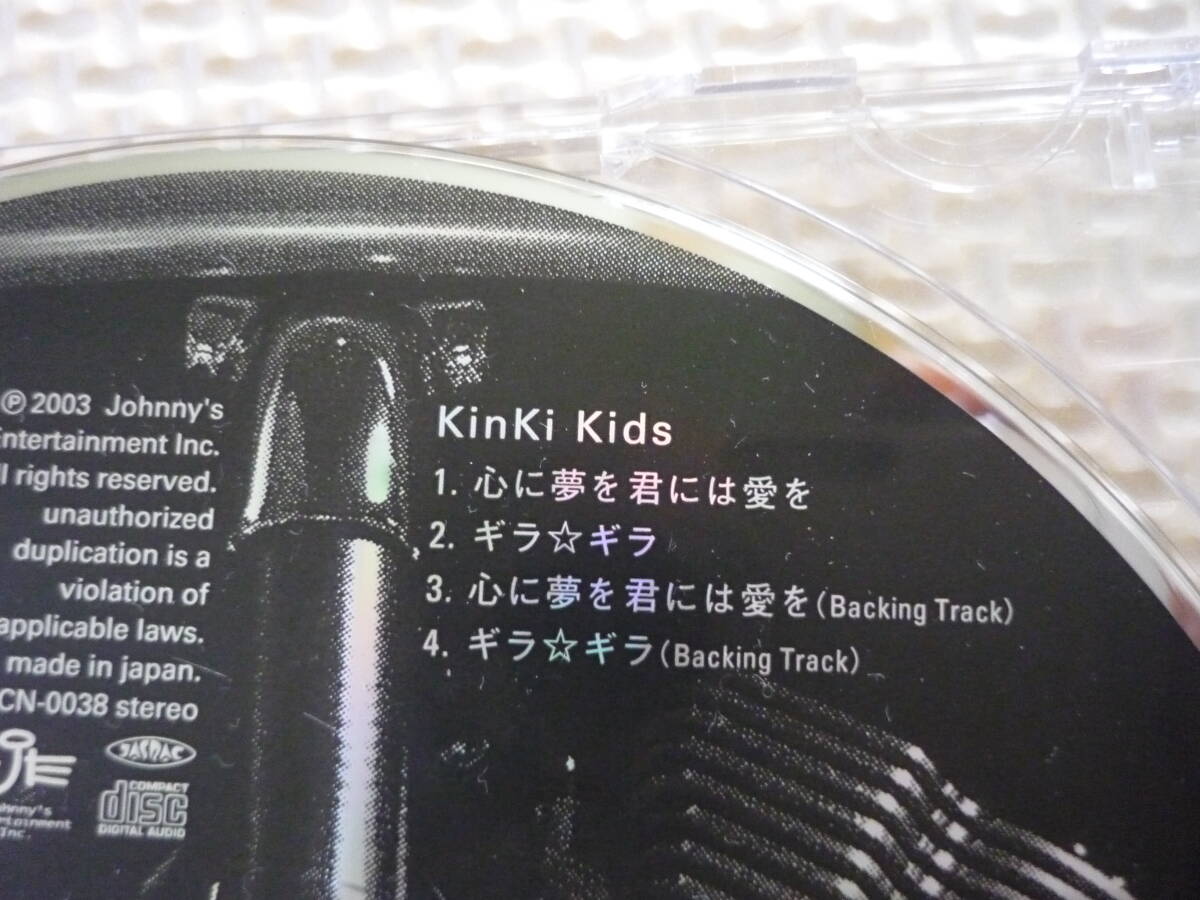 ℗2003 Johnny's
Entertainment Inc.
ll rights reserved.
unauthorized
duplication is a
violation of
applicable laws.
made in japan.
CN-0038 stereo
JASRAC
COMPACT
disc
DIGITAL AUDIO
KinKi Kids
1. 心に夢を君には愛を
2. ギラ☆ギラ
3. 心に夢を君には愛を(Backing Track)
4. ギラ☆ギラ(Backing Track)